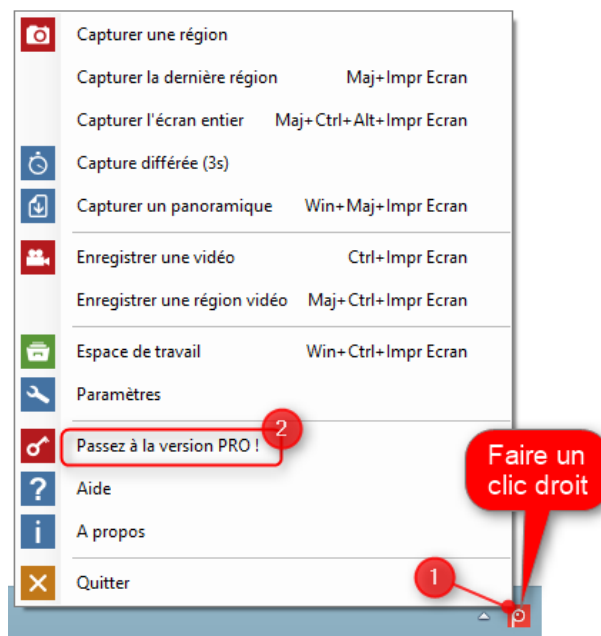 Capturer une région
Capturer la dernière région Maj+Impr Ecran
Capturer l'écran entier Maj+Ctrl+Alt+Impr Ecran
Capture différée (3s)
Capturer un panoramique Win+Maj+Impr Ecran
Enregistrer une vidéo Ctrl+Impr Ecran
Enregistrer une région vidéo Maj+Ctrl+Impr Ecran
Espace de travail Win+Ctrl+Impr Ecran
Paramètres
2
Passez à la version PRO !
Faire un
clic droit
? Aide
i A propos
Quitter
1